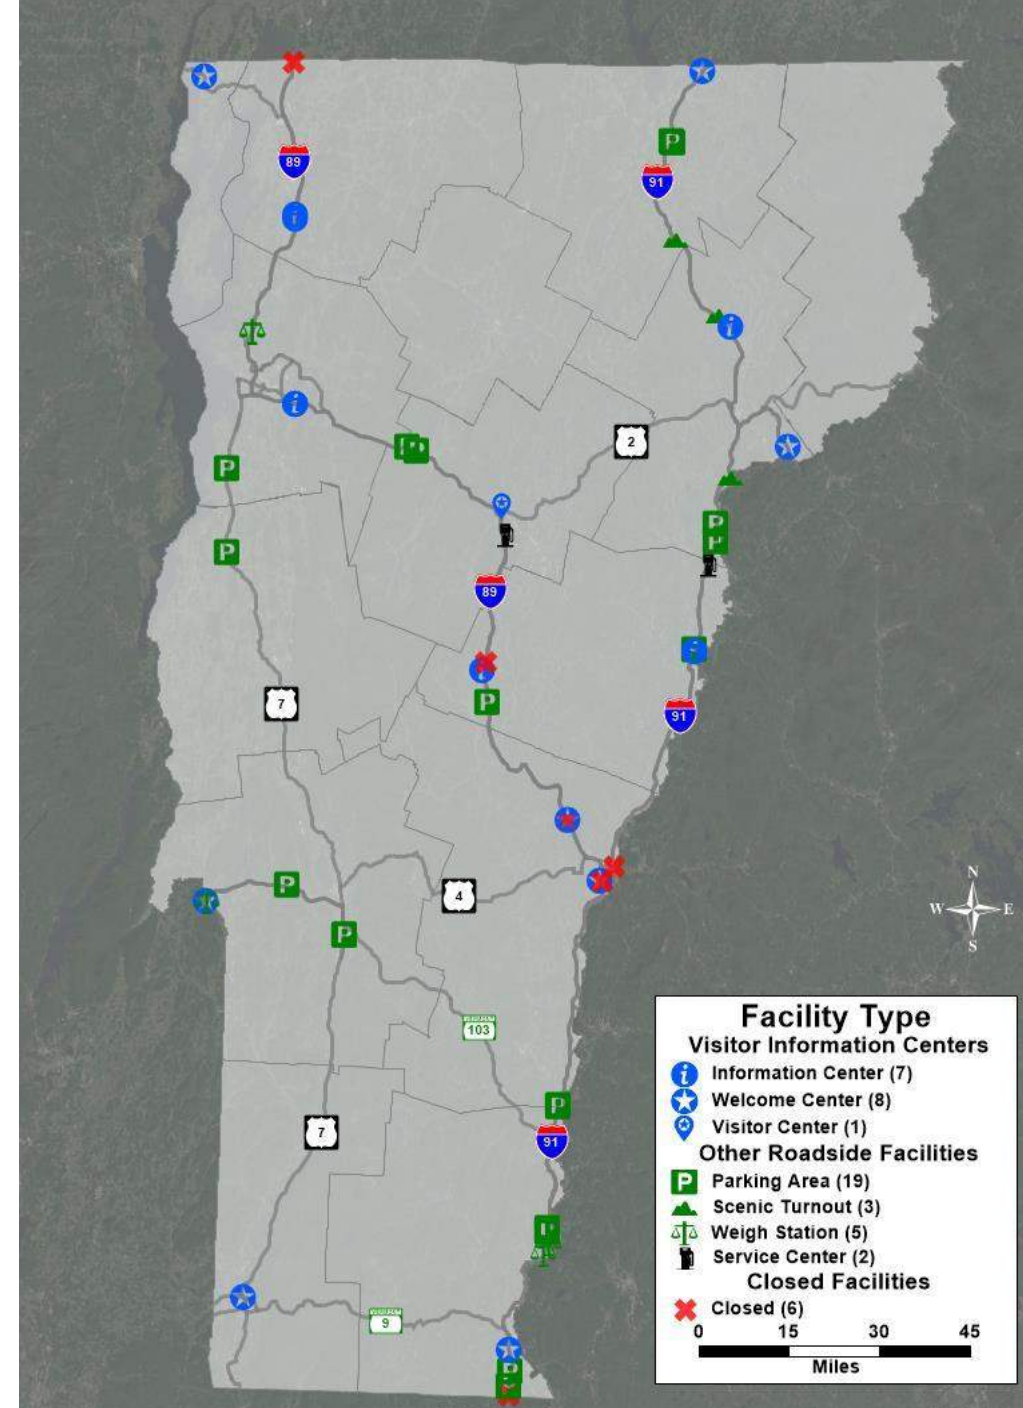 89
91
2
89
7
91
4
N
W E
S
103
7
91
9
Facility Type
Visitor Information Centers
i Information Center (7)
Welcome Center (8)
Visitor Center (1)
Other Roadside Facilities
P Parking Area (19)
Scenic Turnout (3)
Weigh Station (5)
Service Center (2)
Closed Facilities
Closed (6)
0 15 30 45
Miles